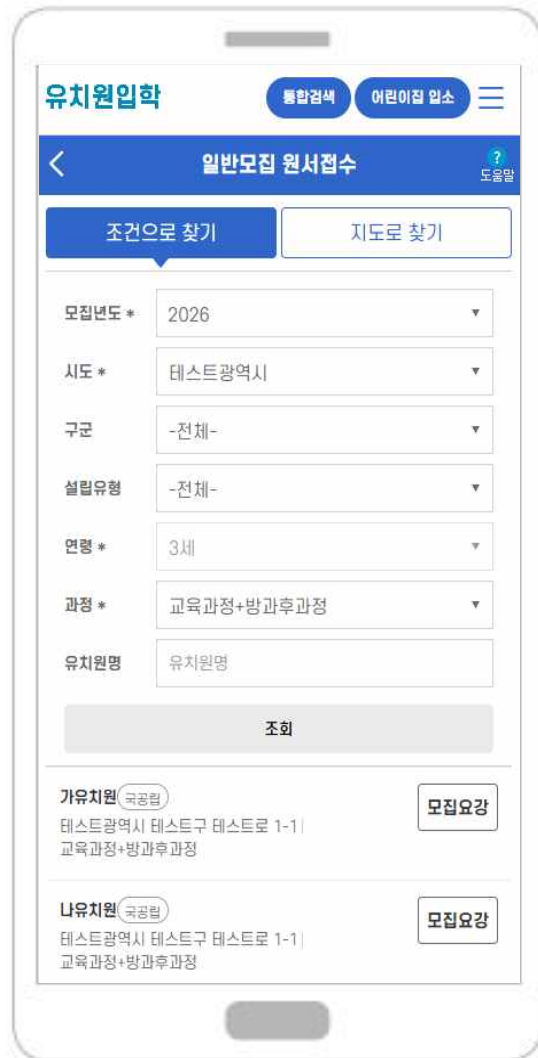 유치원입학
통합검색 어린이집 입소
일반모집 원서접수
?
도움말
조건으로 찾기 지도로 찾기
모집년도 * 2026
시도 * 테스트광역시
구군 -전체-
설립유형 -전체-
연령 * 3세
과정 * 교육과정+방과후과정
유치원명 유치원명
조회
가유치원 국공립
테스트광역시 테스트구 테스트로 1-1 |
교육과정+방과후과정
모집요강
나유치원 국공립
테스트광역시 테스트구 테스트로 1-1 |
교육과정+방과후과정
모집요강